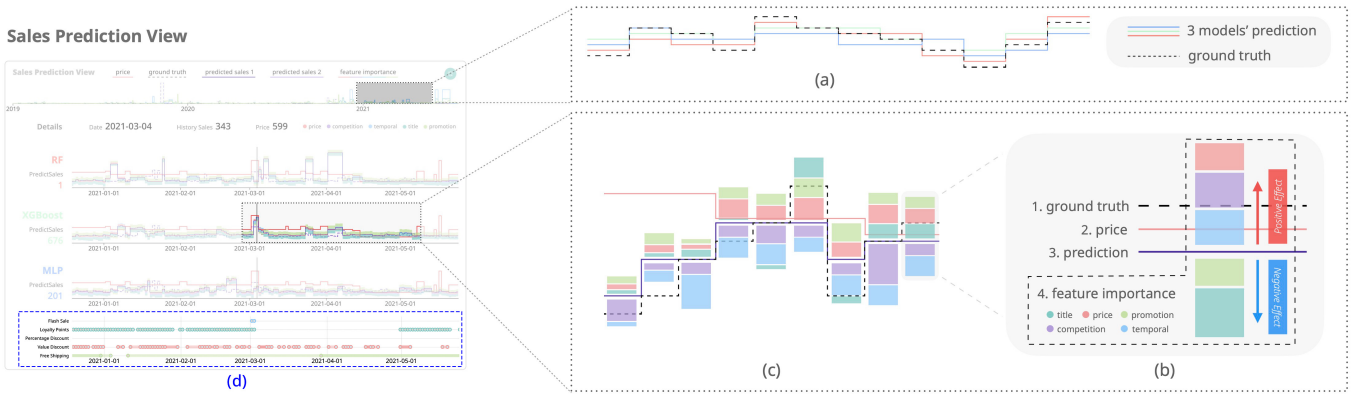 Sales Prediction View
Sales Prediction View price ground truth predicted sales 1 predicted sales 2 feature importance
2019 2020 2021
Details Date 2021-03-04 History Sales 343 Price 599 price competition temporal title promotion
RF
PredictSales
1
2021-01-01 2021-02-01 2021-03-01 2021-04-01 2021-05-01
XGBoost
PredictSales
676
2021-01-01 2021-02-01 2021-03-01 2021-04-01 2021-05-01
MLP
PredictSales
201
2021-01-01 2021-02-01 2021-03-01 2021-04-01 2021-05-01
Flash Sale
Loyalty Points
Percentage Discount
Value Discount
Free Shipping
2021-01-01 2021-02-01 2021-03-01 2021-04-01 2021-05-01
(d)
3 models' prediction
ground truth
(a)
(c)
1. ground truth
2. price
3. prediction
4. feature importance
title price promotion
competition temporal
Positive Effect
Negative Effect
(b)